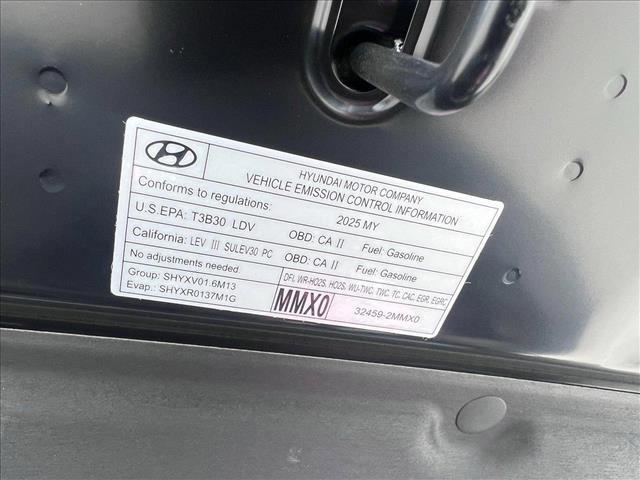 HYUNDAI MOTOR COMPANY
VEHICLE EMISSION CONTROL INFORMATION
Conforms to regulations: 2025 MY
U.S.EPA: T3B30 LDV OBD: CA II Fuel: Gasoline
California: LEV III SULEV30 PC OBD: CA II Fuel: Gasoline
No adjustments needed. DFI, WR-HO2S, HO2S, WU-TWC, TWC, TC, CAC, EGR, EGRC
Group: SHYXV01.6M13
Evap.: SHYXR0137M1G
MMX0 32459-2MMX0